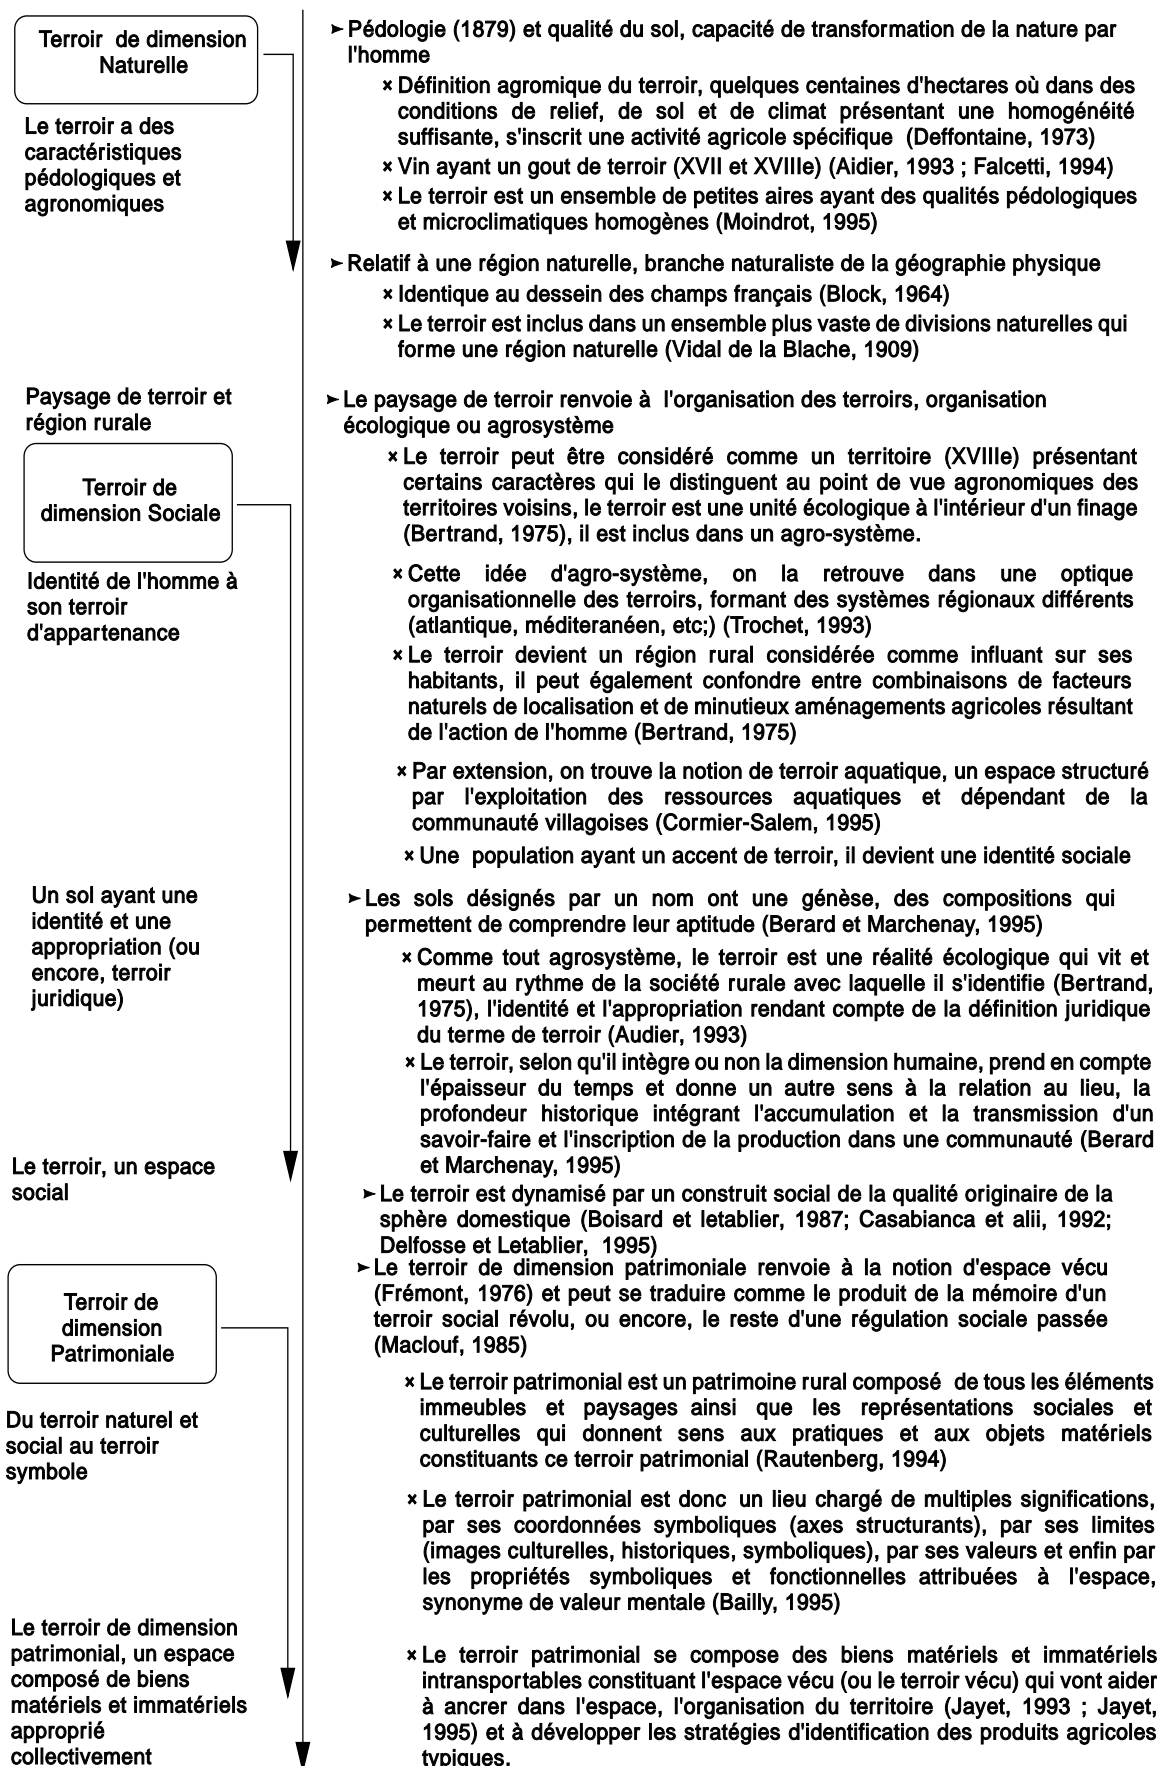 Terroir de dimension
Naturelle
Le terroir a des
caractéristiques
pédologiques et
agronomiques
➢ Pédologie (1879) et qualité du sol, capacité de transformation de la nature par
l'homme
× Définition agromique du terroir, quelques centaines d'hectares où dans des
conditions de relief, de sol et de climat présentant une homogénéité
suffisante, s'inscrit une activité agricole spécifique (Deffontaine, 1973)
× Vin ayant un gout de terroir (XVII et XVIIIe) (Aidier, 1993 ; Falcetti, 1994)
× Le terroir est un ensemble de petites aires ayant des qualités pédologiques
et microclimatiques homogènes (Moindrot, 1995)
➢ Relatif à une région naturelle, branche naturaliste de la géographie physique
× Identique au dessein des champs français (Block, 1964)
× Le terroir est inclus dans un ensemble plus vaste de divisions naturelles qui
forme une région naturelle (Vidal de la Blache, 1909)
Paysage de terroir et
région rurale
Terroir de
dimension Sociale
Identité de l'homme à
son terroir
d'appartenance
➢ Le paysage de terroir renvoie à l'organisation des terroirs, organisation
écologique ou agrosystème
× Le terroir peut être considéré comme un territoire (XVIIIe) présentant
certains caractères qui le distinguent au point de vue agronomiques des
territoires voisins, le terroir est une unité écologique à l'intérieur d'un finage
(Bertrand, 1975), il est inclus dans un agro-système.
× Cette idée d'agro-système, on la retrouve dans une optique
organisationnelle des terroirs, formant des systèmes régionaux différents
(atlantique, méditeranéen, etc;) (Trochet, 1993)
× Le terroir devient un région rural considérée comme influant sur ses
habitants, il peut également confondre entre combinaisons de facteurs
naturels de localisation et de minutieux aménagements agricoles résultant
de l'action de l'homme (Bertrand, 1975)
× Par extension, on trouve la notion de terroir aquatique, un espace structuré
par l'exploitation des ressources aquatiques et dépendant de la
communauté villagoises (Cormier-Salem, 1995)
× Une population ayant un accent de terroir, il devient une identité sociale
Un sol ayant une
identité et une
appropriation (ou
encore, terroir
juridique)
➢ Les sols désignés par un nom ont une génèse, des compositions qui
permettent de comprendre leur aptitude (Berard et Marchenay, 1995)
× Comme tout agrosystème, le terroir est une réalité écologique qui vit et
meurt au rythme de la société rurale avec laquelle il s'identifie (Bertrand,
1975), l'identité et l'appropriation rendant compte de la définition juridique
du terme de terroir (Audier, 1993)
× Le terroir, selon qu'il intègre ou non la dimension humaine, prend en compte
l'épaisseur du temps et donne un autre sens à la relation au lieu, la
profondeur historique intégrant l'accumulation et la transmission d'un
savoir-faire et l'inscription de la production dans une communauté (Berard
et Marchenay, 1995)
Le terroir, un espace
social
➢ Le terroir est dynamisé par un construit social de la qualité originaire de la
sphère domestique (Boisard et letablier, 1987; Casabianca et alii, 1992;
Delfosse et Letablier, 1995)
Terroir de
dimension
Patrimoniale
➢ Le terroir de dimension patrimoniale renvoie à la notion d'espace vécu
(Frémont, 1976) et peut se traduire comme le produit de la mémoire d'un
terroir social révolu, ou encore, le reste d'une régulation sociale passée
(Maclouf, 1985)
Du terroir naturel et
social au terroir
symbole
× Le terroir patrimonial est un patrimoine rural composé de tous les éléments
immeubles et paysages ainsi que les représentations sociales et
culturelles qui donnent sens aux pratiques et aux objets matériels
constituants ce terroir patrimonial (Rautenberg, 1994)
× Le terroir patrimonial est donc un lieu chargé de multiples significations,
par ses coordonnées symboliques (axes structurants), par ses limites
(images culturelles, historiques, symboliques), par ses valeurs et enfin par
les propriétés symboliques et fonctionnelles attribuées à l'espace,
synonyme de valeur mentale (Bailly, 1995)
Le terroir de dimension
patrimonial, un espace
composé de biens
matériels et immatériels
approprié
collectivement
× Le terroir patrimonial se compose des biens matériels et immatériels
intransportables constituant l'espace vécu (ou le terroir vécu) qui vont aider
à ancrer dans l'espace, l'organisation du territoire (Jayet, 1993 ; Jayet,
1995) et à développer les stratégies d'identification des produits agricoles
typiques.